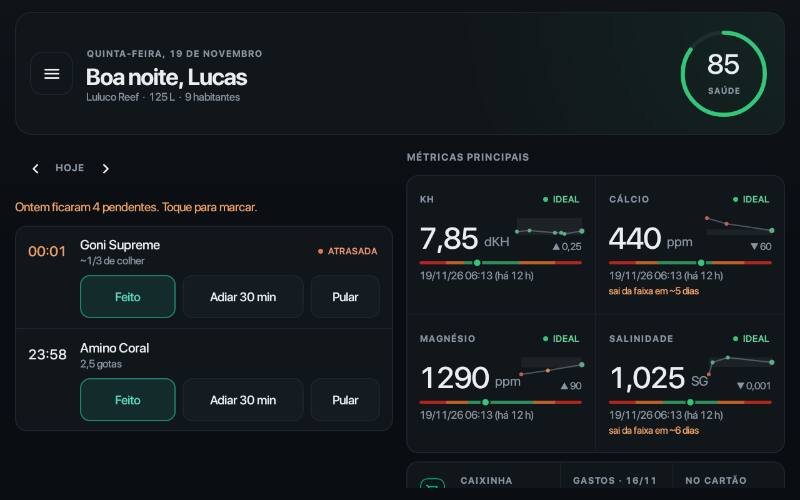 QUINTA-FEIRA, 19 DE NOVEMBRO
Boa noite, Lucas
Luluco Reef · 125 L · 9 habitantes
85
SAÚDE
HOJE
Ontem ficaram 4 pendentes. Toque para marcar.
00:01
Goni Supreme
~1/3 de colher
ATRASADA
Feito
Adiar 30 min
Pular
23:58
Amino Coral
2,5 gotas
Feito
Adiar 30 min
Pular
MÉTRICAS PRINCIPAIS
KH
IDEAL
7,85 dKH
▲0,25
19/11/26 06:13 (há 12 h)
CÁLCIO
IDEAL
440 ppm
▼60
19/11/26 06:13 (há 12 h)
sai da faixa em ~5 dias
MAGNÉSIO
IDEAL
1290 ppm
▲90
19/11/26 06:13 (há 12 h)
SALINIDADE
IDEAL
1,025 SG
▼0,001
19/11/26 06:13 (há 12 h)
sai da faixa em ~6 dias
CAIXINHA
GASTOS · 16/11
NO CARTÃO